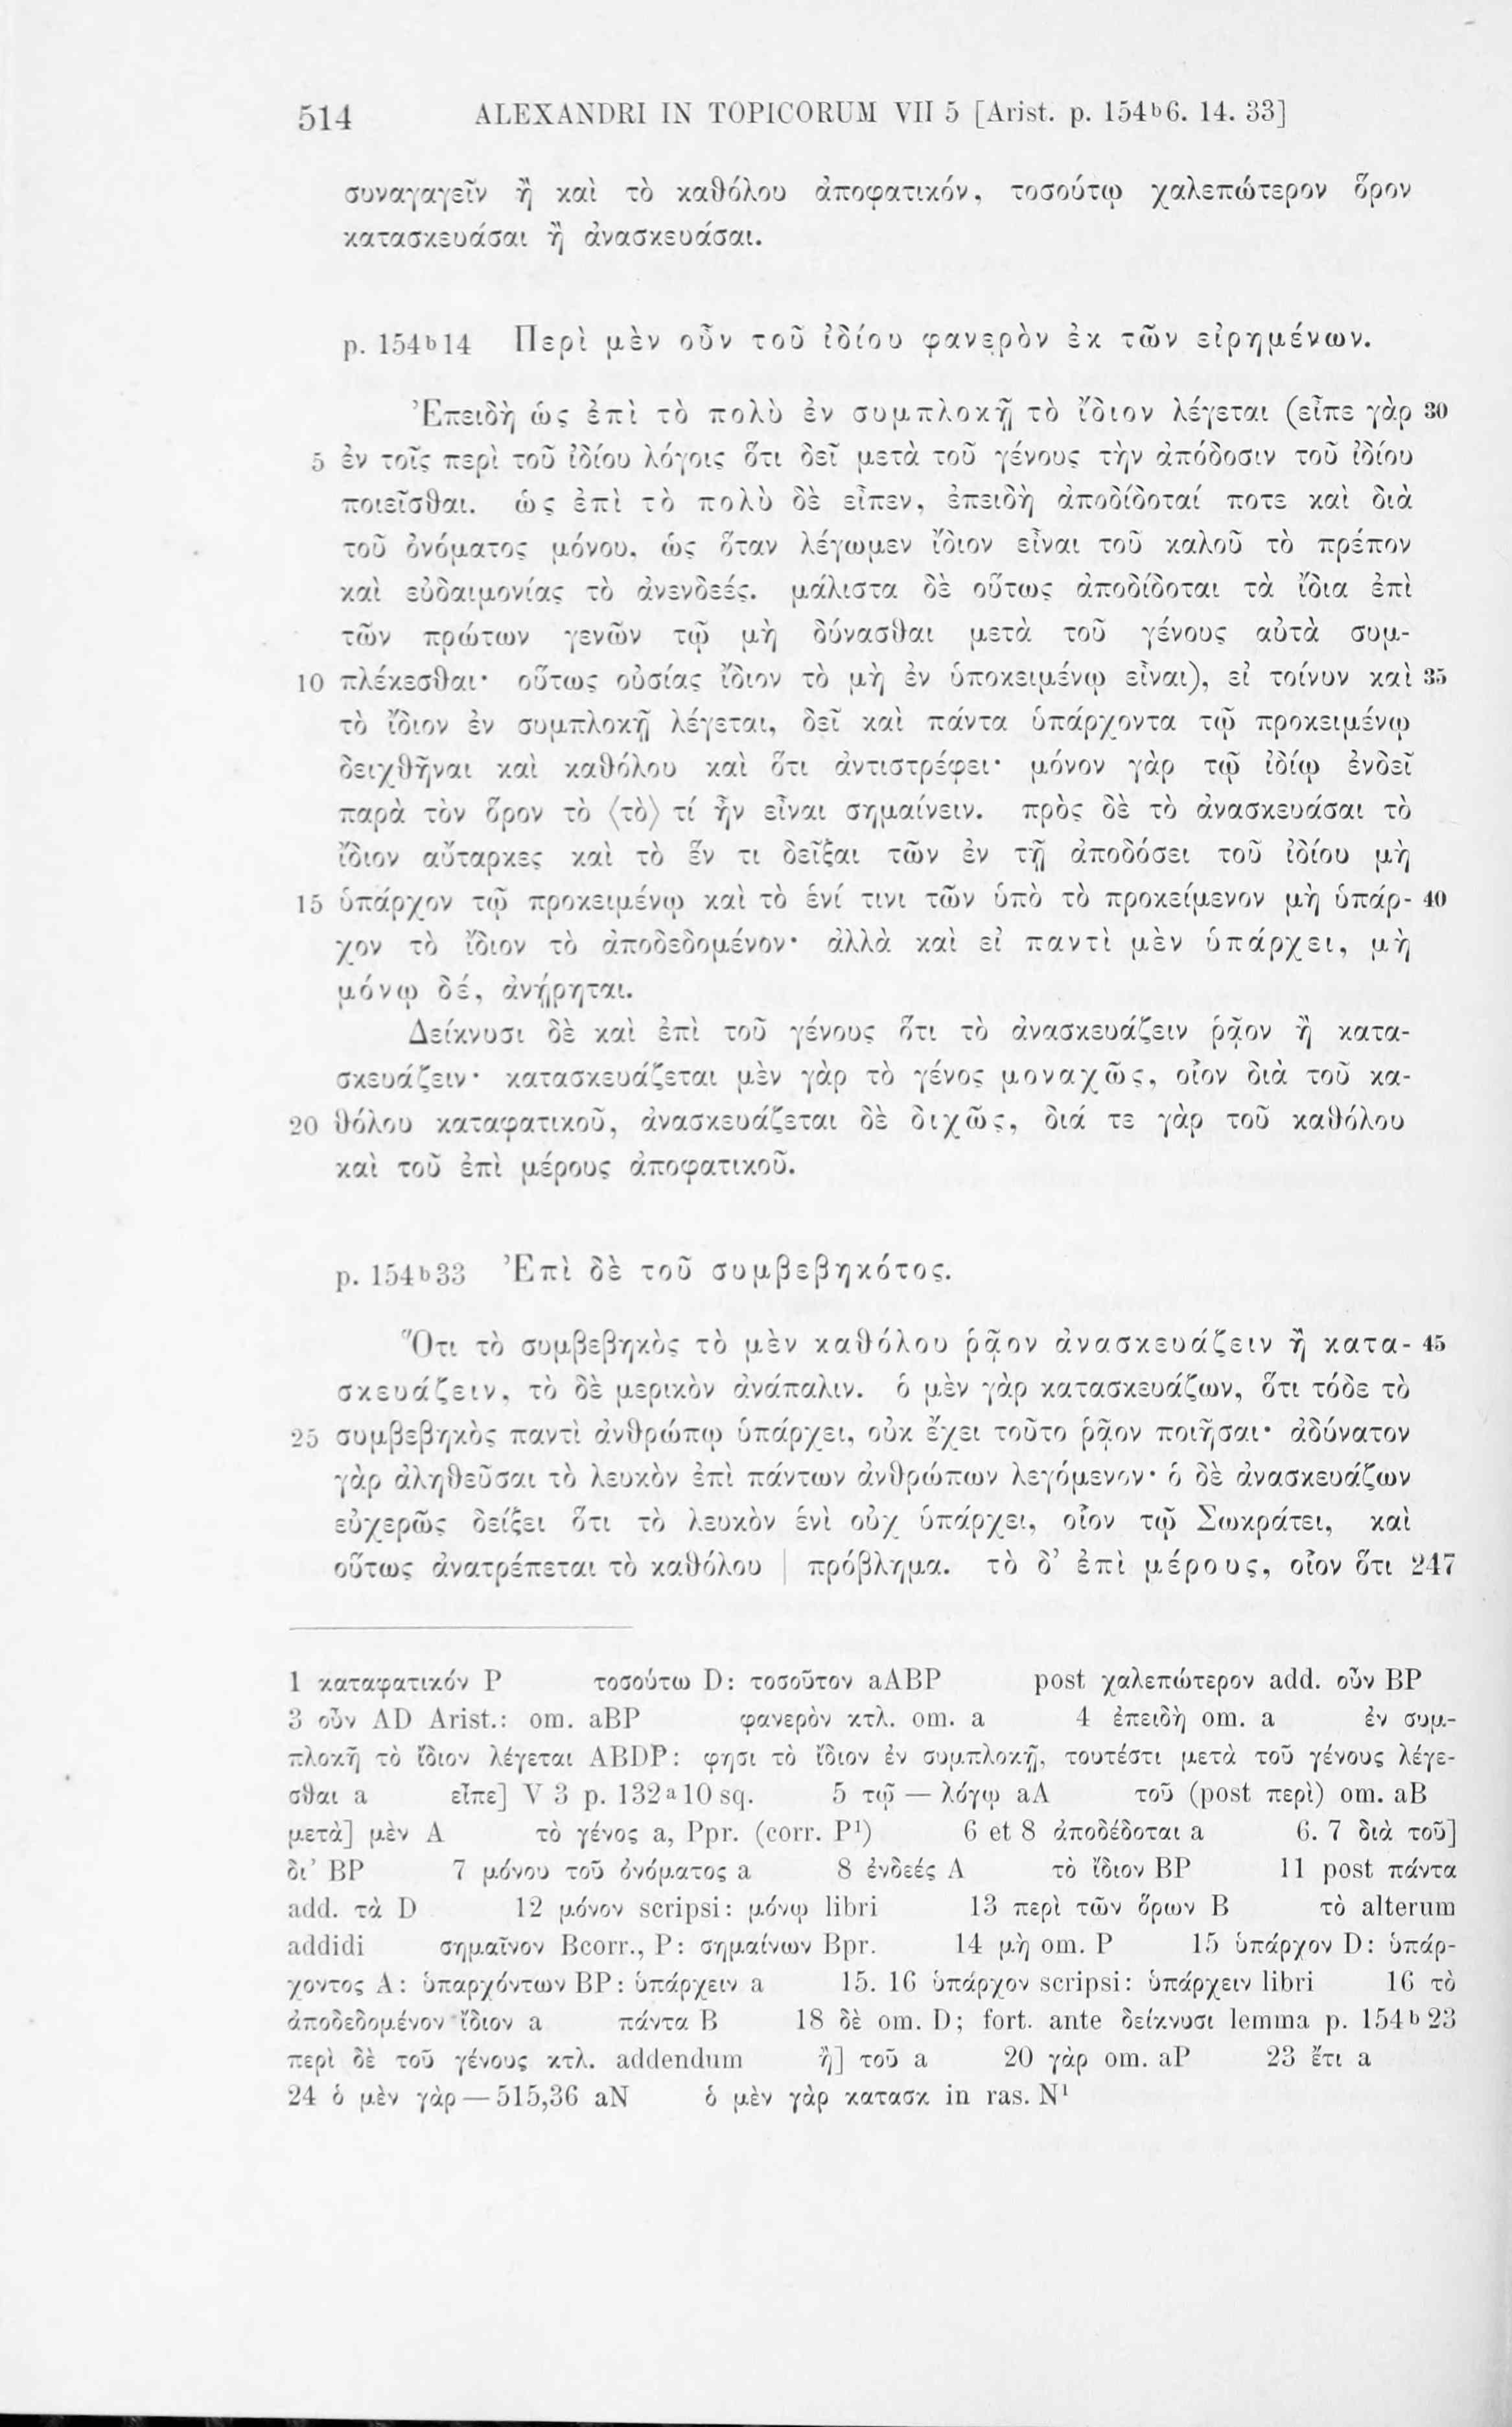 514 ALEXANDRI IN TOPICORUM VII 5 [Arist. p. 154ᵇ6. 14. 33]
συναγαγεῖν ἢ καὶ τὸ καθόλου ἀποφατικόν, τοσούτῳ χαλεπώτερον ὅρον
κατασκευάσαι ἢ ἀνασκευάσαι.
p. 154ᵇ14 Περὶ μὲν οὖν τοῦ ἰδίου φανερὸν ἐκ τῶν εἰρημένων.
Ἐπειδὴ ὡς ἐπὶ τὸ πολὺ ἐν συμπλοκῇ τὸ ἴδιον λέγεται (εἶπε γὰρ 30
5 ἐν τοῖς περὶ τοῦ ἰδίου λόγοις ὅτι δεῖ μετὰ τοῦ γένους τὴν ἀπόδοσιν τοῦ ἰδίου
ποιεῖσθαι. ὡς ἐπὶ τὸ πολὺ δὲ εἶπεν, ἐπειδὴ ἀποδίδοταί ποτε καὶ διὰ
τοῦ ὀνόματος μόνου, ὡς ὅταν λέγωμεν ἴδιον εἶναι τοῦ καλοῦ τὸ πρέπον
καὶ εὐδαιμονίας τὸ ἀνενδεές. μάλιστα δὲ οὕτως ἀποδίδοται τὰ ἴδια ἐπὶ
τῶν πρώτων γενῶν τῷ μὴ δύνασθαι μετὰ τοῦ γένους αὐτὰ συμ-
10 πλέκεσθαι· οὕτως οὐσίας ἴδιον τὸ μὴ ἐν ὑποκειμένῳ εἶναι), εἰ τοίνυν καὶ 35
τὸ ἴδιον ἐν συμπλοκῇ λέγεται, δεῖ καὶ πάντα ὑπάρχοντα τῷ προκειμένῳ
δειχθῆναι καὶ καθόλου καὶ ὅτι ἀντιστρέφει· μόνον γὰρ τῷ ἰδίῳ ἐνδεῖ
παρὰ τὸν ὅρον τὸ ⟨τὸ⟩ τί ἦν εἶναι σημαίνειν. πρὸς δὲ τὸ ἀνασκευάσαι τὸ
ἴδιον αὔταρκες καὶ τὸ ἕν τι δεῖξαι τῶν ἐν τῇ ἀποδόσει τοῦ ἰδίου μὴ
15 ὑπάρχον τῷ προκειμένῳ καὶ τὸ ἑνί τινι τῶν ὑπὸ τὸ προκείμενον μὴ ὑπάρ- 40
χον τὸ ἴδιον τὸ ἀποδεδομένον· ἀλλὰ καὶ εἰ παντὶ μὲν ὑπάρχει, μὴ
μόνῳ δέ, ἀνῄρηται.
Δείκνυσι δὲ καὶ ἐπὶ τοῦ γένους ὅτι τὸ ἀνασκευάζειν ῥᾷον ἢ κατα-
σκευάζειν· κατασκευάζεται μὲν γὰρ τὸ γένος μοναχῶς, οἷον διὰ τοῦ κα-
20 θόλου καταφατικοῦ, ἀνασκευάζεται δὲ διχῶς, διά τε γὰρ τοῦ καθόλου
καὶ τοῦ ἐπὶ μέρους ἀποφατικοῦ.
p. 154ᵇ33 Ἐπὶ δὲ τοῦ συμβεβηκότος.
Ὅτι τὸ συμβεβηκὸς τὸ μὲν καθόλου ῥᾷον ἀνασκευάζειν ἢ κατα- 45
σκευάζειν, τὸ δὲ μερικὸν ἀνάπαλιν. ὁ μὲν γὰρ κατασκευάζων, ὅτι τόδε τὸ
25 συμβεβηκὸς παντὶ ἀνθρώπῳ ὑπάρχει, οὐκ ἔχει τοῦτο ῥᾷον ποιῆσαι· ἀδύνατον
γὰρ ἀληθεῦσαι τὸ λευκὸν ἐπὶ πάντων ἀνθρώπων λεγόμενον· ὁ δὲ ἀνασκευάζων
εὐχερῶς δείξει ὅτι τὸ λευκὸν ἑνὶ οὐχ ὑπάρχει, οἷον τῷ Σωκράτει, καὶ
οὕτως ἀνατρέπεται τὸ καθόλου | πρόβλημα. τὸ δ’ ἐπὶ μέρους, οἷον ὅτι 247
1 καταφατικόν P τοσούτω D: τοσοῦτον aABP post χαλεπώτερον add. οὖν BP
3 οὖν AD Arist.: om. aBP φανερὸν κτλ. om. a 4 ἐπειδὴ om. a ἐν συμ-
πλοκῆ τὸ ἴδιον λέγεται ABDP: φησι τὸ ἴδιον ἐν συμπλοκῇ, τουτέστι μετὰ τοῦ γένους λέγε-
σθαι a εἶπε] V 3 p. 132ᵃ10 sq. 5 τῷ — λόγῳ aA τοῦ (post περὶ) om. aB
μετὰ] μὲν A τὸ γένος a, Ppr. (corr. P¹) 6 et 8 ἀποδέδοται a 6. 7 διὰ τοῦ]
δι’ BP 7 μόνου τοῦ ὀνόματος a 8 ἐνδεές A τὸ ἴδιον BP 11 post πάντα
add. τὰ D 12 μόνον scripsi: μόνῳ libri 13 περὶ τῶν ὅρων B τὸ alterum
addidi σημαῖνον Bcorr., P: σημαίνων Bpr. 14 μὴ om. P 15 ὑπάρχον D: ὑπάρ-
χοντος A: ὑπαρχόντων BP: ὑπάρχειν a 15. 16 ὑπάρχον scripsi: ὑπάρχειν libri 16 τὸ
ἀποδεδομένον ἴδιον a πάντα B 18 δὲ om. D; fort. ante δείκνυσι lemma p. 154ᵇ23
περὶ δὲ τοῦ γένους κτλ. addendum ἢ] τοῦ a 20 γὰρ om. aP 23 ἔτι a
24 ὁ μὲν γὰρ — 515,36 aN ὁ μὲν γὰρ κατασκ in ras. N¹